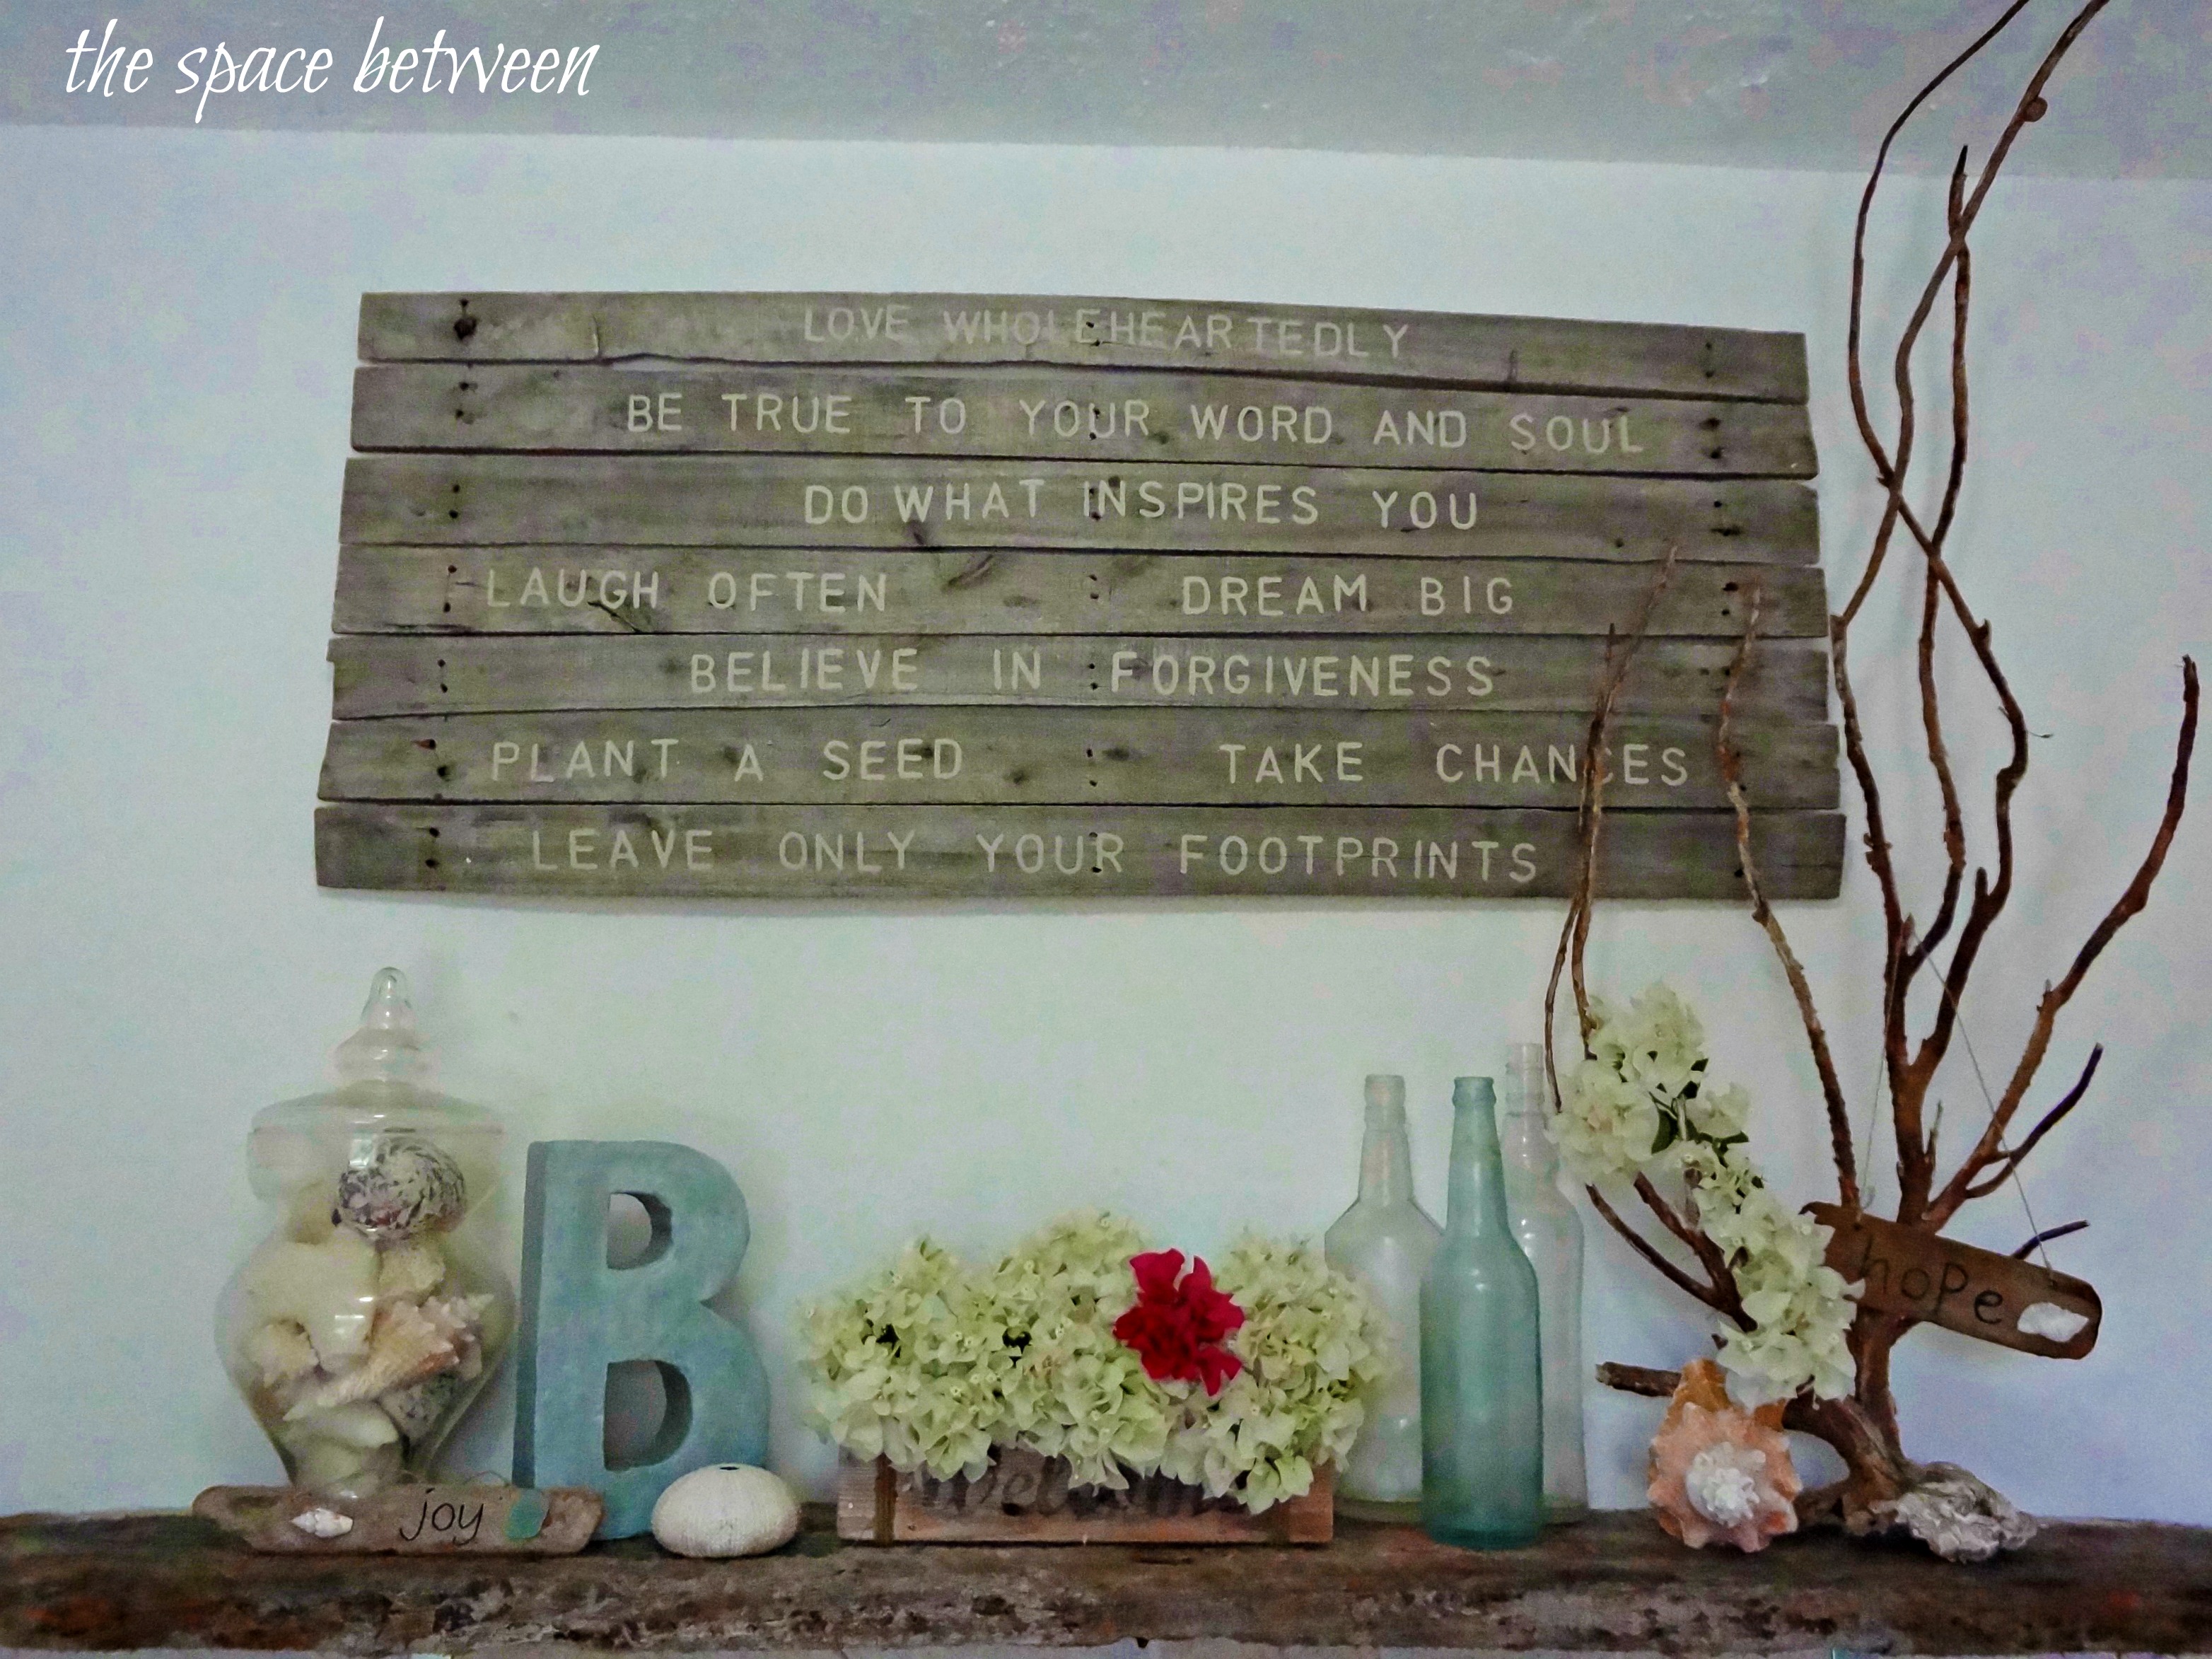 the space between
LOVE WHOLEHEARTEDLY
BE TRUE TO YOUR WORD AND SOUL
DO WHAT INSPIRES YOU
LAUGH OFTEN DREAM BIG
BELIEVE IN FORGIVENESS
PLANT A SEED TAKE CHANCES
LEAVE ONLY YOUR FOOTPRINTS
B
hope
joy